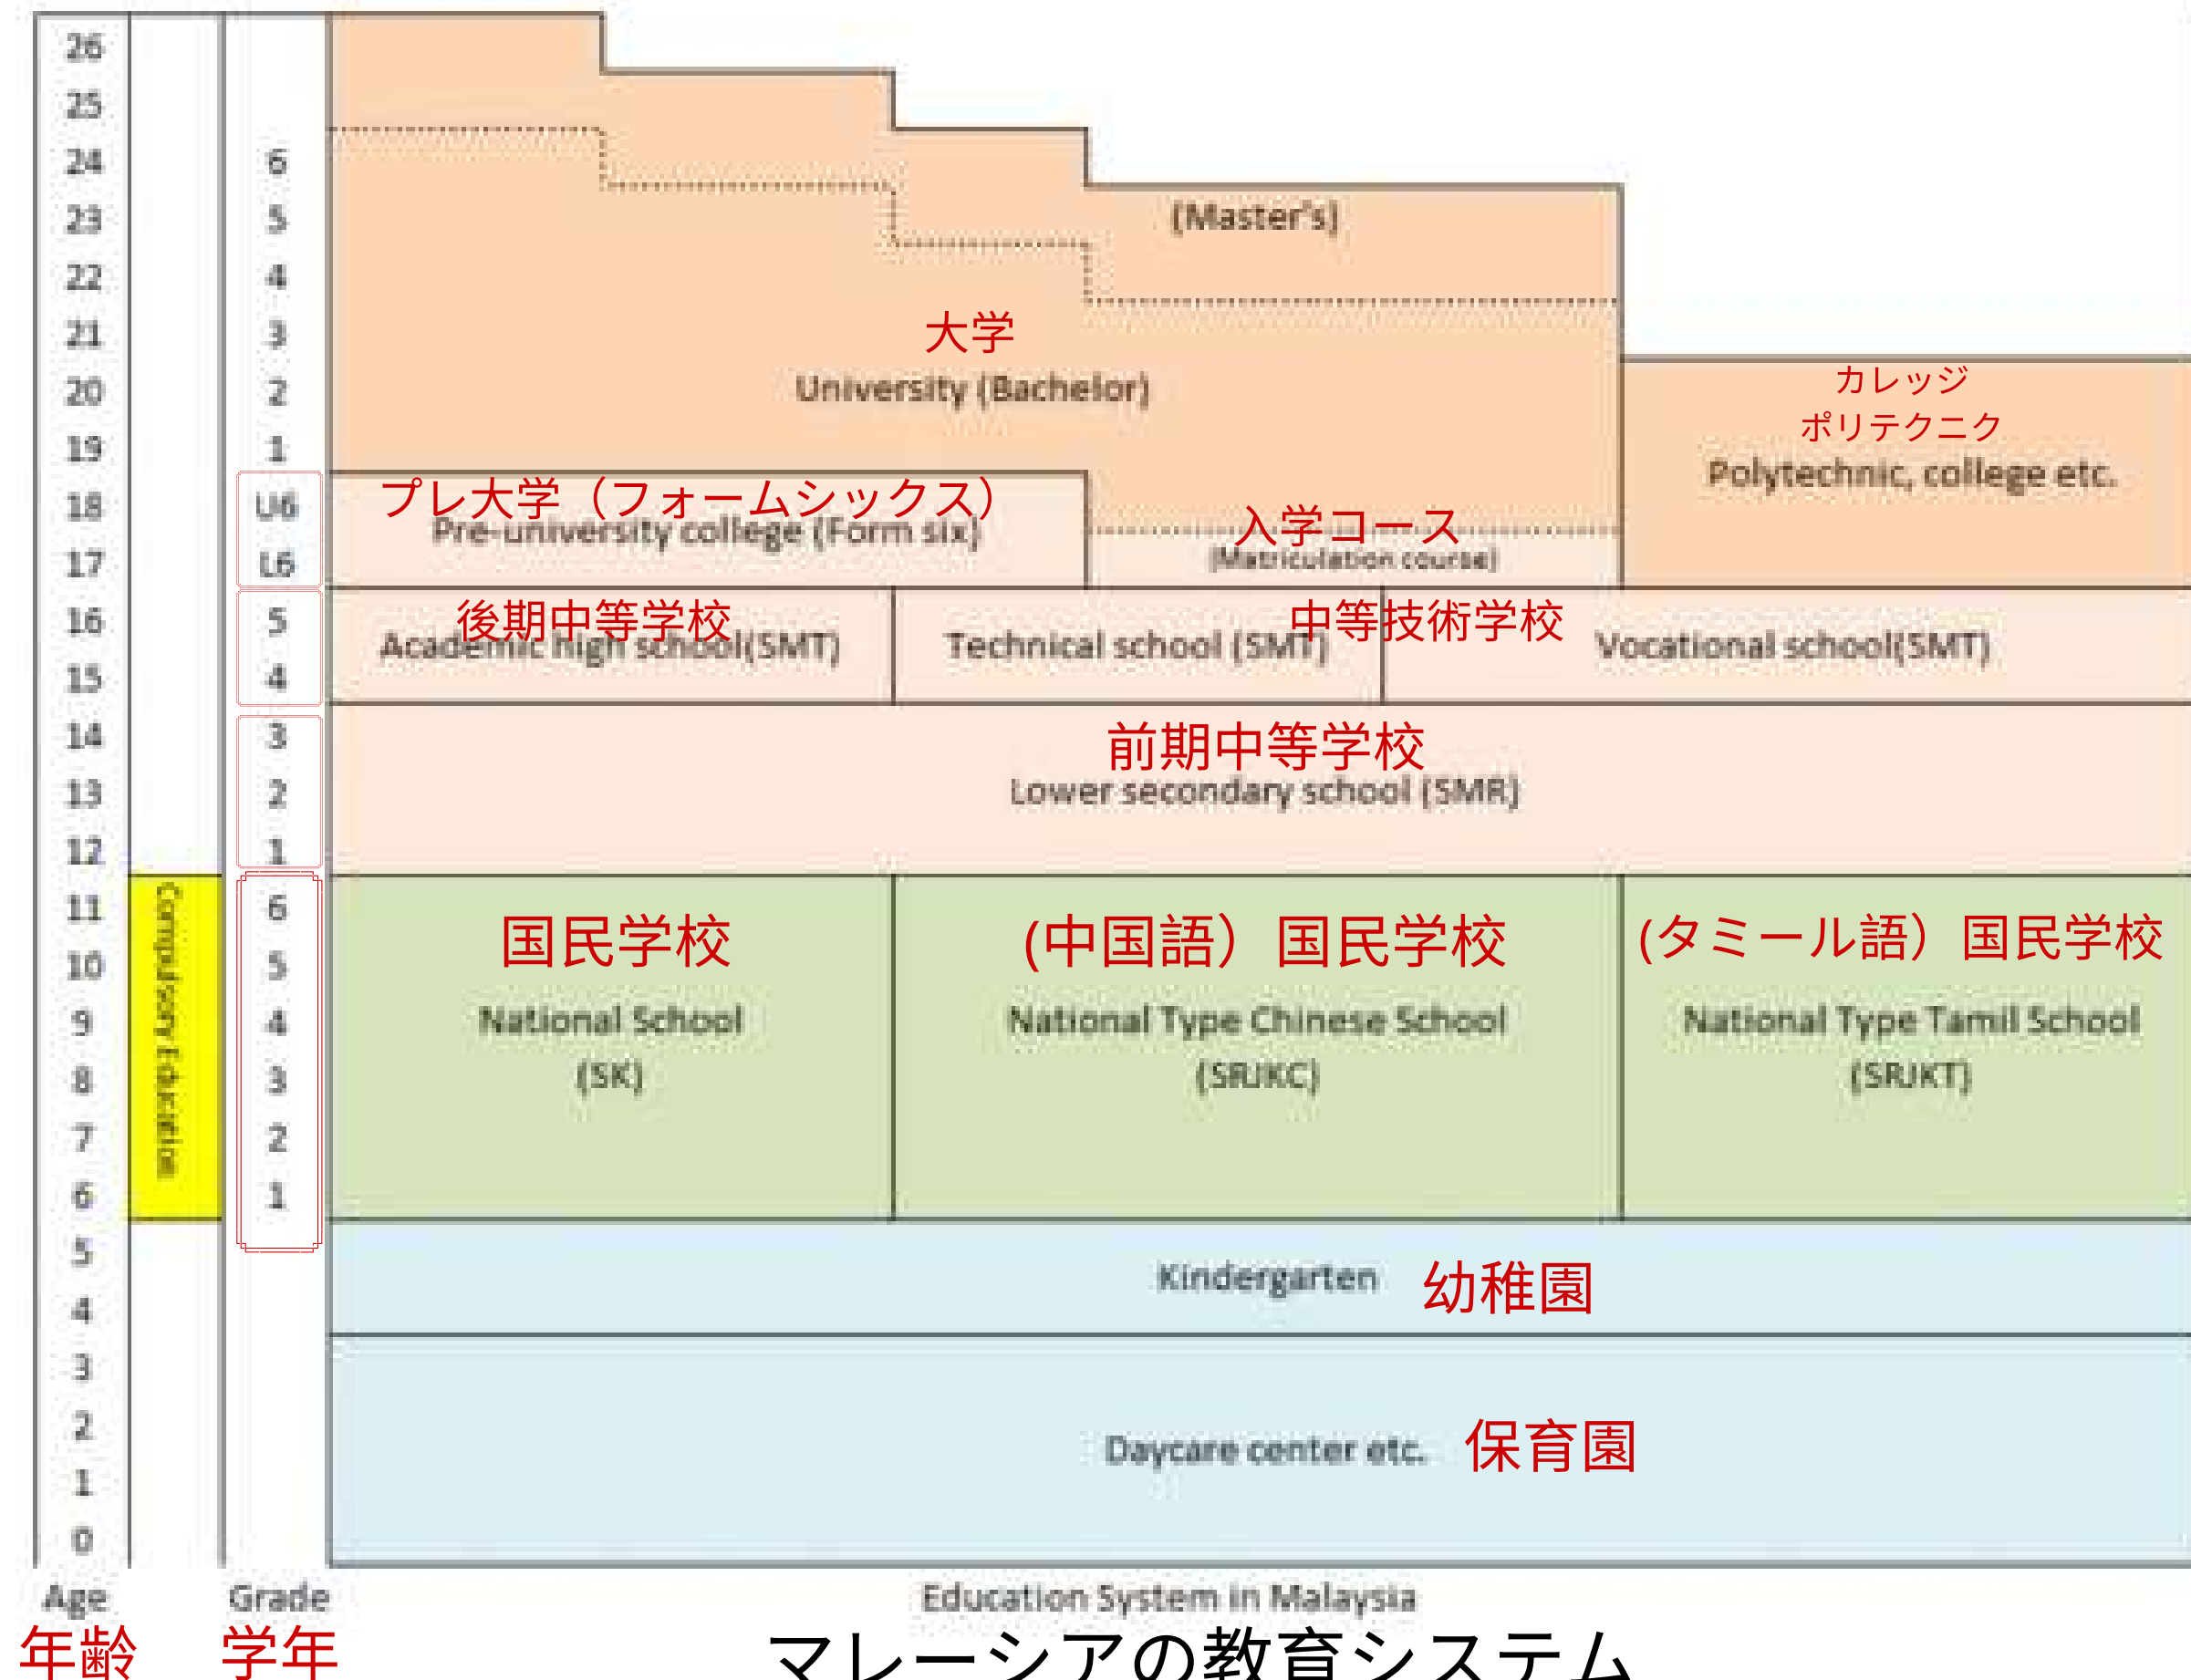 26
25
24
6
23
5
(Master's)
22
4
21
3
大学
20
2
University (Bachelor)
カレッジ
ポリテクニク
19
1
Polytechnic, college etc.
18
U6
プレ大学（フォームシックス）
Pre-university college (Form six)
入学コース
(Matriculation course)
17
L6
16
5
後期中等学校
中等技術学校
Academic high school(SMT)
Technical school (SMT)
Vocational school(SMT)
15
4
14
3
前期中等学校
13
2
Lower secondary school (SMR)
12
1
Compulsory Education
11
6
国民学校
(中国語）国民学校
(タミール語）国民学校
10
5
9
4
National School
(SK)
National Type Chinese School
(SRJKC)
National Type Tamil School
(SRJKT)
8
3
7
2
6
1
5
Kindergarten 幼稚園
4
3
2
Daycare center etc. 保育園
1
0
Age
Grade
Education System in Malaysia
年齢
学年
マレーシアの教育システム